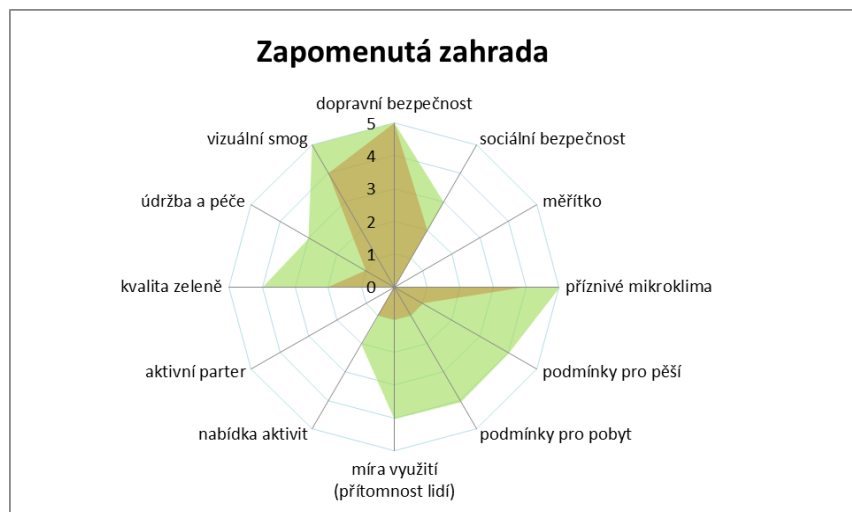 Zapomenutá zahrada
dopravní bezpečnost
vizuální smog
sociální bezpečnost
údržba a péče
měřítko
kvalita zeleně
příznivé mikroklima
aktivní parter
podmínky pro pěší
nabídka aktivit
podmínky pro pobyt
míra využití
(přítomnost lidí)
5
4
3
2
1
0